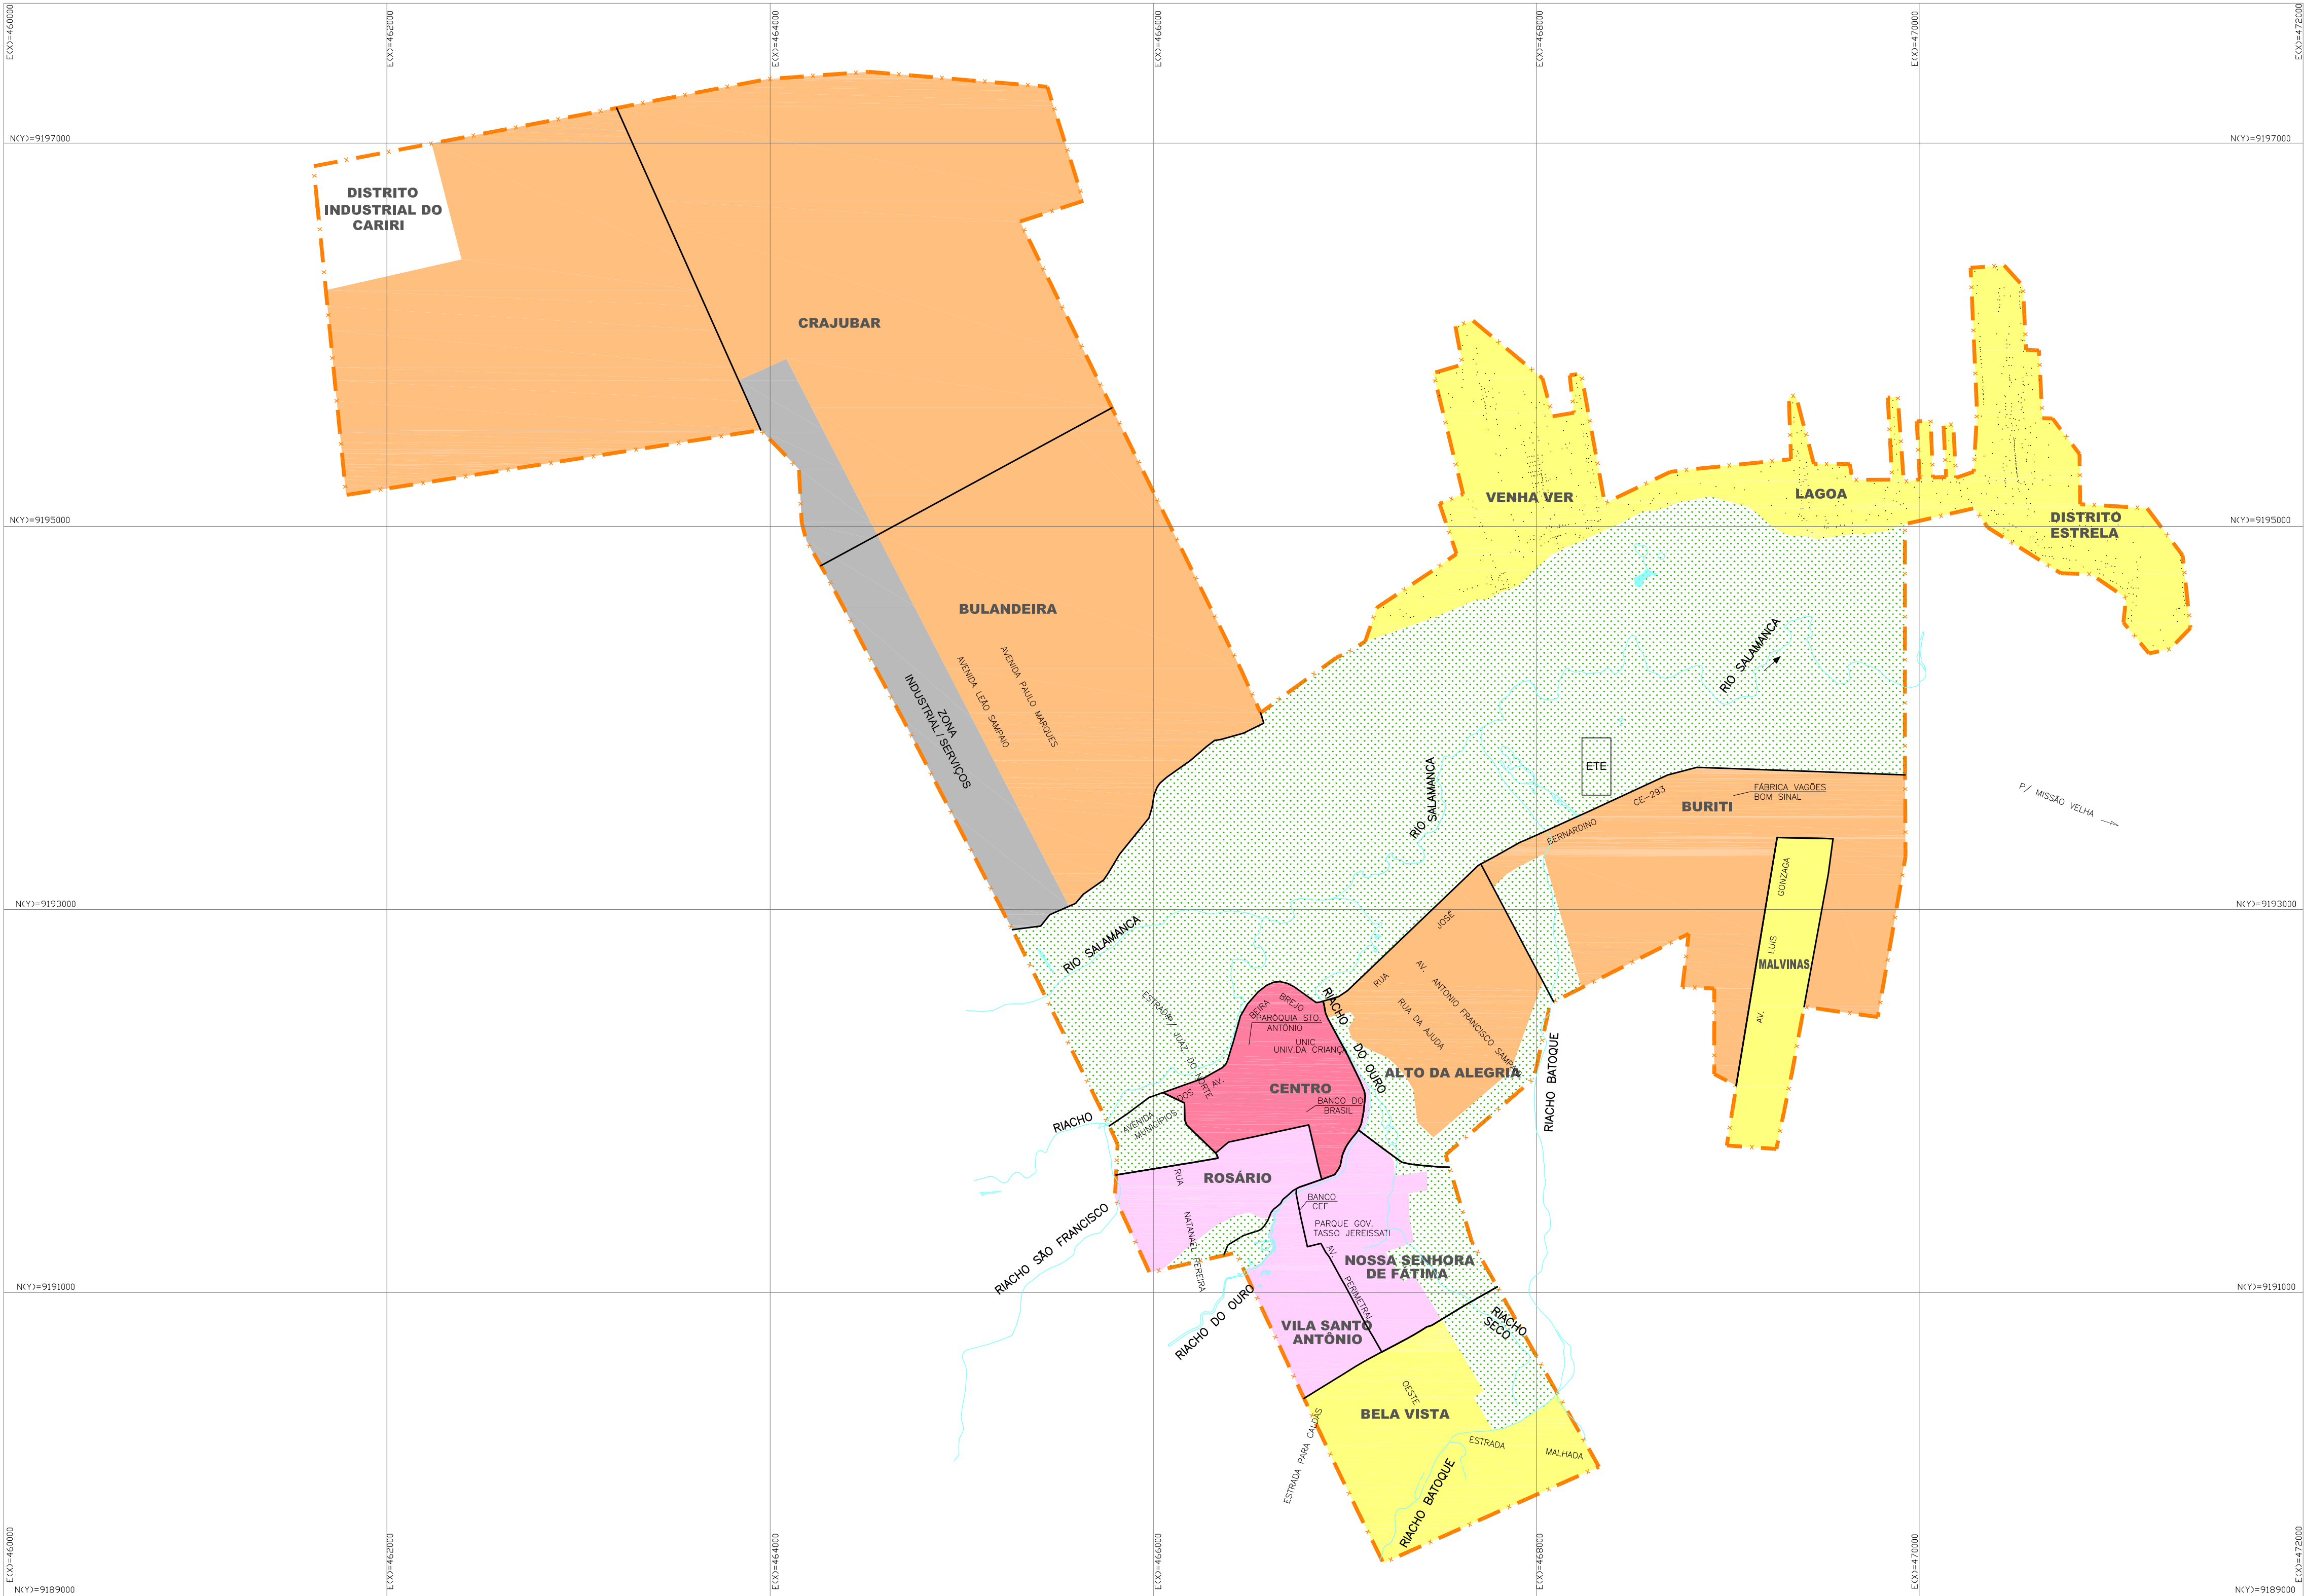 E(X)=460000
E(X)=462000
E(X)=464000
E(X)=466000
E(X)=468000
E(X)=470000
E(X)=472000
N(Y)=9197000
N(Y)=9197000
DISTRITO
INDUSTRIAL DO
CARIRI
CRAJUBAR
VENHA VER
LAGOA
DISTRITO
ESTRELA
N(Y)=9195000
N(Y)=9195000
BULANDEIRA
AVENIDA PAULO MARQUES
AVENIDA LEÃO SAMPAIO
ZONA
INDUSTRIAL / SERVIÇOS
RIO SALAMANCA
RIO SALAMANCA
ETE
CE-293
BURITI
FÁBRICA VAGÕES
BOM SINAL
P/ MISSÃO VELHA
BERNARDINO
GONZAGA
LUIS
MALVINAS
AV.
N(Y)=9193000
N(Y)=9193000
RIO SALAMANCA
JOSÉ
RUA
AV. ANTONIO FRANCISCO SAMPAIO
RUA DA AJUDA
ALTO DA ALEGRIA
RIACHO DO OURO
RIACHO BATOQUE
ESTRADA P/ JUAZ. DO NORTE
BEIRA BREJO
PARÓQUIA STO.
ANTÔNIO
UNIC
UNIV.DA CRIANÇA
CENTRO
BANCO DO
BRASIL
AV.
DOS
AVENIDA
MUNICÍPIOS
RIACHO
ROSÁRIO
RUA
NATANAEL PEREIRA
RIACHO SÃO FRANCISCO
BANCO
CEF
PARQUE GOV.
TASSO JEREISSATI
NOSSA SENHORA
DE FÁTIMA
AV.
PERIMETRAL
N(Y)=9191000
N(Y)=9191000
RIACHO DO OURO
VILA SANTO
ANTÔNIO
RIACHO
SECO
OESTE
BELA VISTA
ESTRADA PARA CALDAS
ESTRADA MALHADA
RIACHO BATOQUE
E(X)=460000
E(X)=462000
E(X)=464000
E(X)=466000
E(X)=468000
E(X)=470000
E(X)=472000
N(Y)=9189000
N(Y)=9189000